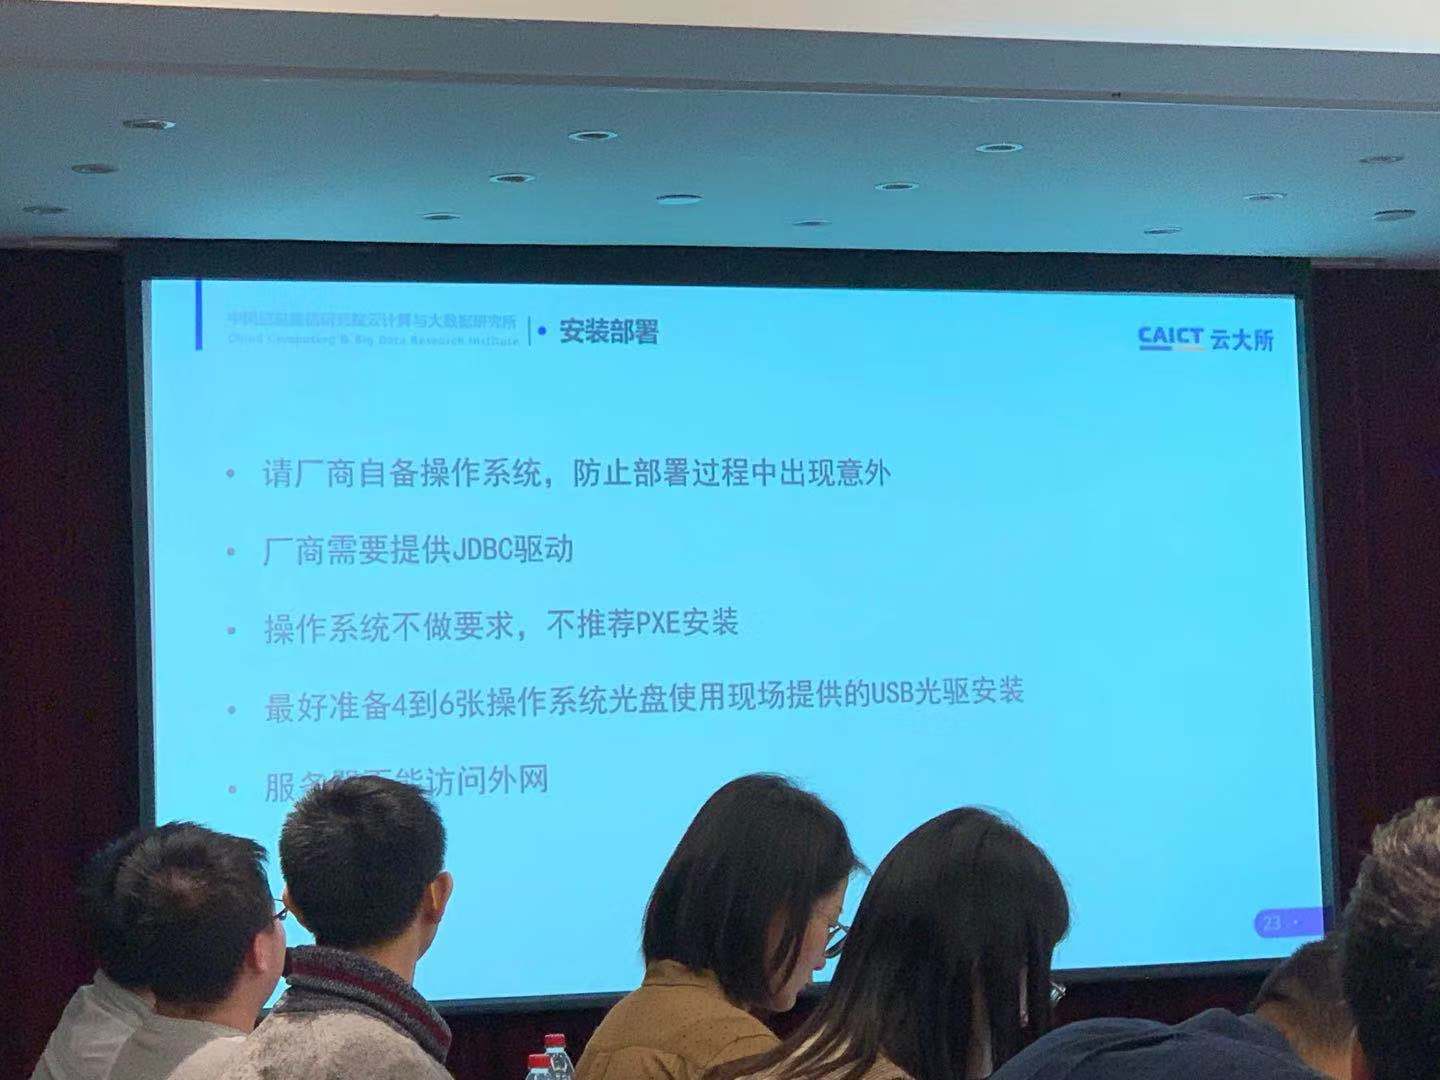 中国信息通信研究院云计算与大数据研究所
Cloud Computing & Big Data Research Institute
• 安装部署
CAICT 云大所
• 请厂商自备操作系统，防止部署过程中出现意外
• 厂商需要提供JDBC驱动
• 操作系统不做要求，不推荐PXE安装
• 最好准备4到6张操作系统光盘使用现场提供的USB光驱安装
• 服务器不能访问外网
23